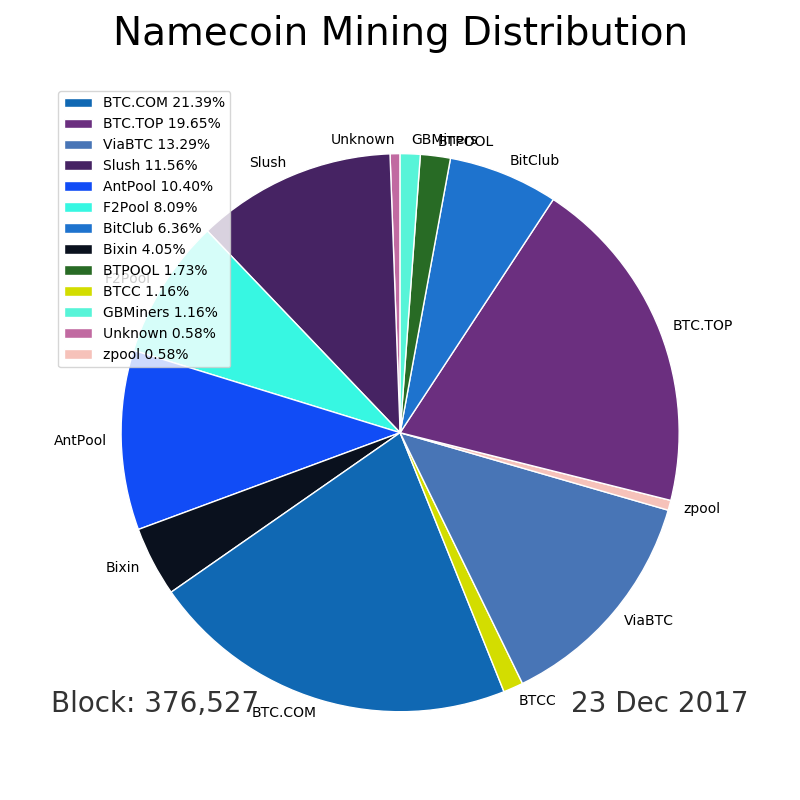 Namecoin Mining Distribution
BTC.COM 21.39%
BTC.TOP 19.65%
ViaBTC 13.29%
Slush 11.56%
AntPool 10.40%
F2Pool 8.09%
BitClub 6.36%
Bixin 4.05%
BTPOOL 1.73%
BTCC 1.16%
GBMiners 1.16%
Unknown 0.58%
zpool 0.58%
Unknown
GBMiners
BTPOOL
BitClub
Slush
F2Pool
BTC.TOP
AntPool
zpool
Bixin
ViaBTC
BTCC
BTC.COM
Block: 376,527
23 Dec 2017